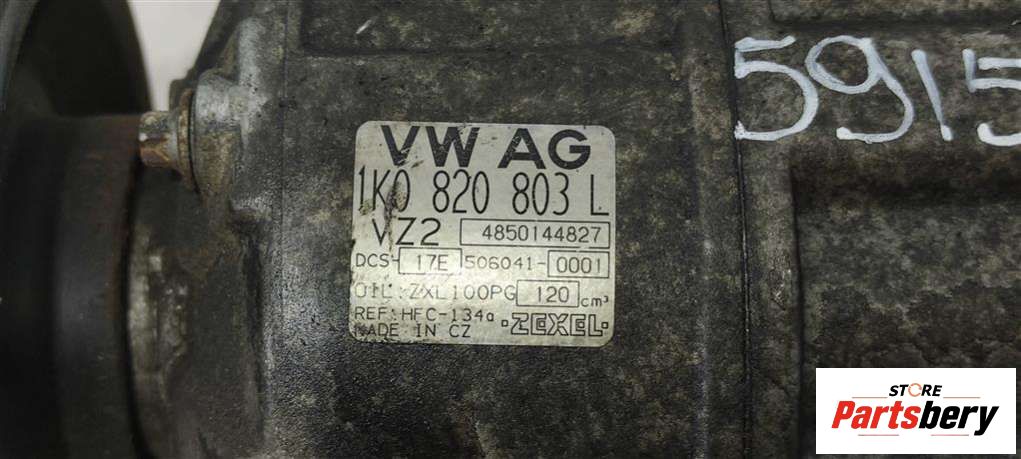 5915
VW AG
1K0 820 803 L
VZ2 4850144827
DCS- 17E 506041- 0001
OIL: ZXL100PG 120 cm³
REF: HFC-134a ·ZEXEL·
MADE IN CZ
STORE
Partsbery